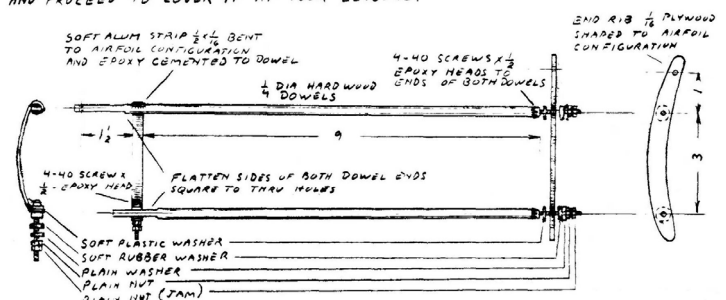 AND PROCEED TO COVER
SOFT ALUM STRIP 1/2 x 1/16 BENT
TO AIRFOIL CONFIGURATION
AND EPOXY CEMENTED TO DOWEL
1/4 DIA HARDWOOD
DOWELS
4-40 SCREWS x 1/2
EPOXY HEADS TO
ENDS OF BOTH DOWELS
END RIB 1/16 PLYWOOD
SHAPED TO AIRFOIL
CONFIGURATION
1 1/2
9
1
3
4-40 SCREW x
1/2 - EPOXY HEAD
FLATTEN SIDES OF BOTH DOWEL ENDS
SQUARE TO THRU HOLES
SOFT PLASTIC WASHER
SOFT RUBBER WASHER
PLAIN WASHER
PLAIN NUT
PLAIN NUT (JAM)